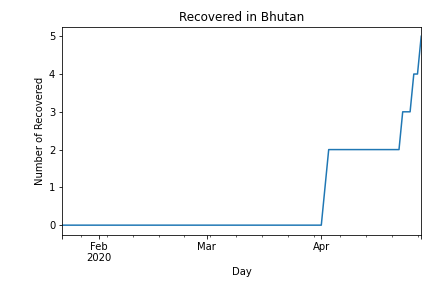 Recovered in Bhutan
5
4
3
2
1
0
Number of Recovered
Feb
2020
Mar
Apr
Day